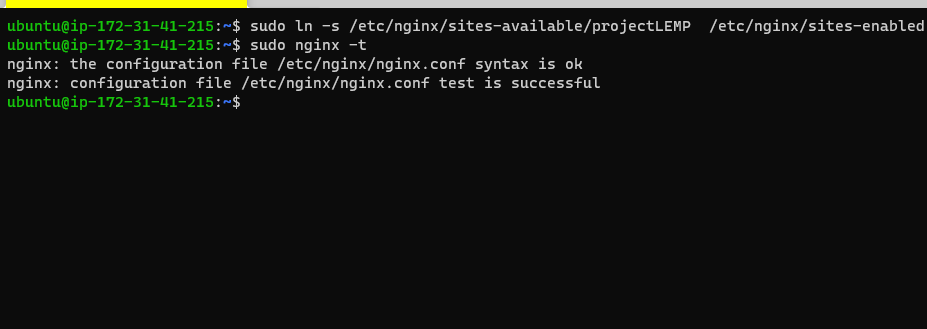 ubuntu@ip-172-31-41-215:~$ sudo ln -s /etc/nginx/sites-available/projectLEMP  /etc/nginx/sites-enabled
ubuntu@ip-172-31-41-215:~$ sudo nginx -t
nginx: the configuration file /etc/nginx/nginx.conf syntax is ok
nginx: configuration file /etc/nginx/nginx.conf test is successful
ubuntu@ip-172-31-41-215:~$